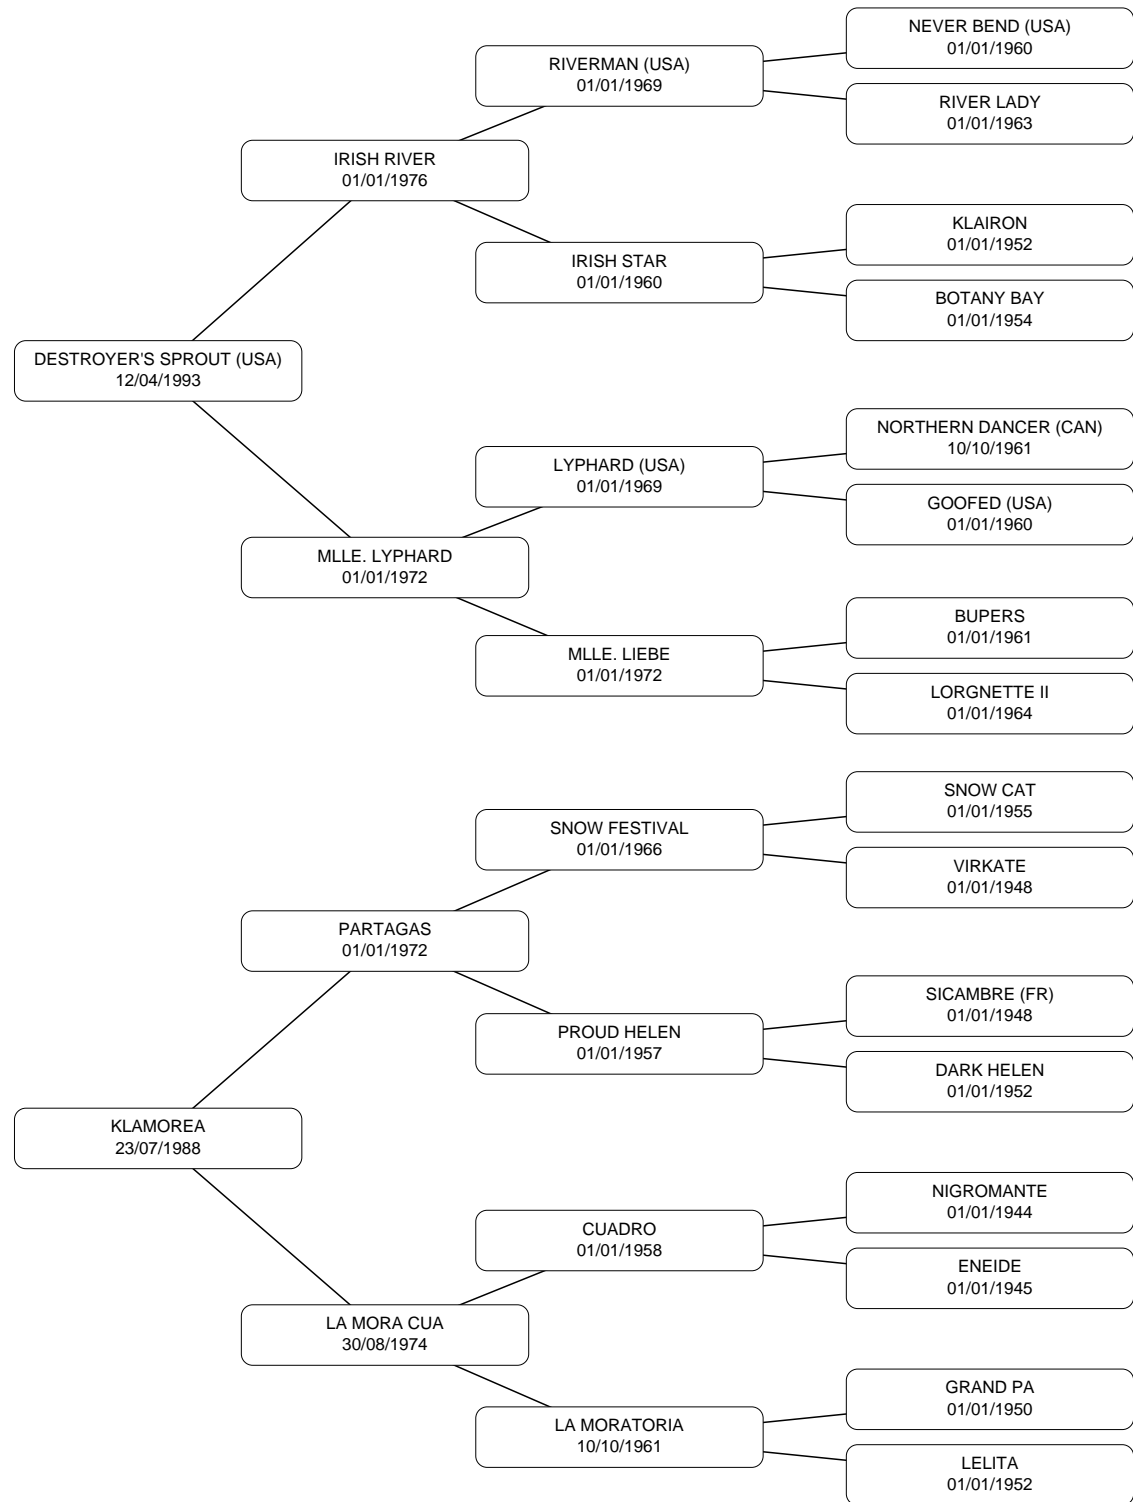 NEVER BEND (USA)
01/01/1960
RIVERMAN (USA)
01/01/1969
RIVER LADY
01/01/1963
IRISH RIVER
01/01/1976
KLAIRON
01/01/1952
IRISH STAR
01/01/1960
BOTANY BAY
01/01/1954
DESTROYER'S SPROUT (USA)
12/04/1993
NORTHERN DANCER (CAN)
10/10/1961
LYPHARD (USA)
01/01/1969
GOOFED (USA)
01/01/1960
MLLE. LYPHARD
01/01/1972
BUPERS
01/01/1961
MLLE. LIEBE
01/01/1972
LORGNETTE II
01/01/1964
SNOW CAT
01/01/1955
SNOW FESTIVAL
01/01/1966
VIRKATE
01/01/1948
PARTAGAS
01/01/1972
SICAMBRE (FR)
01/01/1948
PROUD HELEN
01/01/1957
DARK HELEN
01/01/1952
KLAMOREA
23/07/1988
NIGROMANTE
01/01/1944
CUADRO
01/01/1958
ENEIDE
01/01/1945
LA MORA CUA
30/08/1974
GRAND PA
01/01/1950
LA MORATORIA
10/10/1961
LELITA
01/01/1952